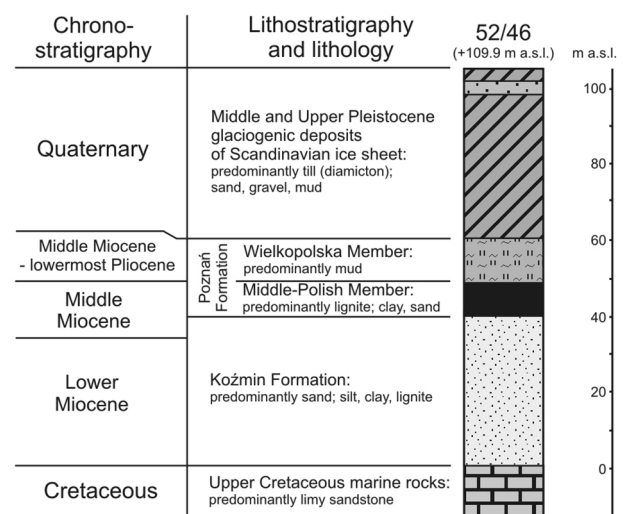 Chrono-
stratigraphy
Lithostratigraphy
and lithology
52/46
(+109.9 m a.s.l.)
m a.s.l.
Quaternary
Middle and Upper Pleistocene
glaciogenic deposits
of Scandinavian ice sheet:
predominantly till (diamicton);
sand, gravel, mud
Middle Miocene
- lowermost Pliocene
Poznań
Formation
Wielkopolska Member:
predominantly mud
Middle
Miocene
Middle-Polish Member:
predominantly lignite; clay, sand
Lower
Miocene
Koźmin Formation:
predominantly sand; silt, clay, lignite
Cretaceous
Upper Cretaceous marine rocks:
predominantly limy sandstone
100
80
60
40
20
0